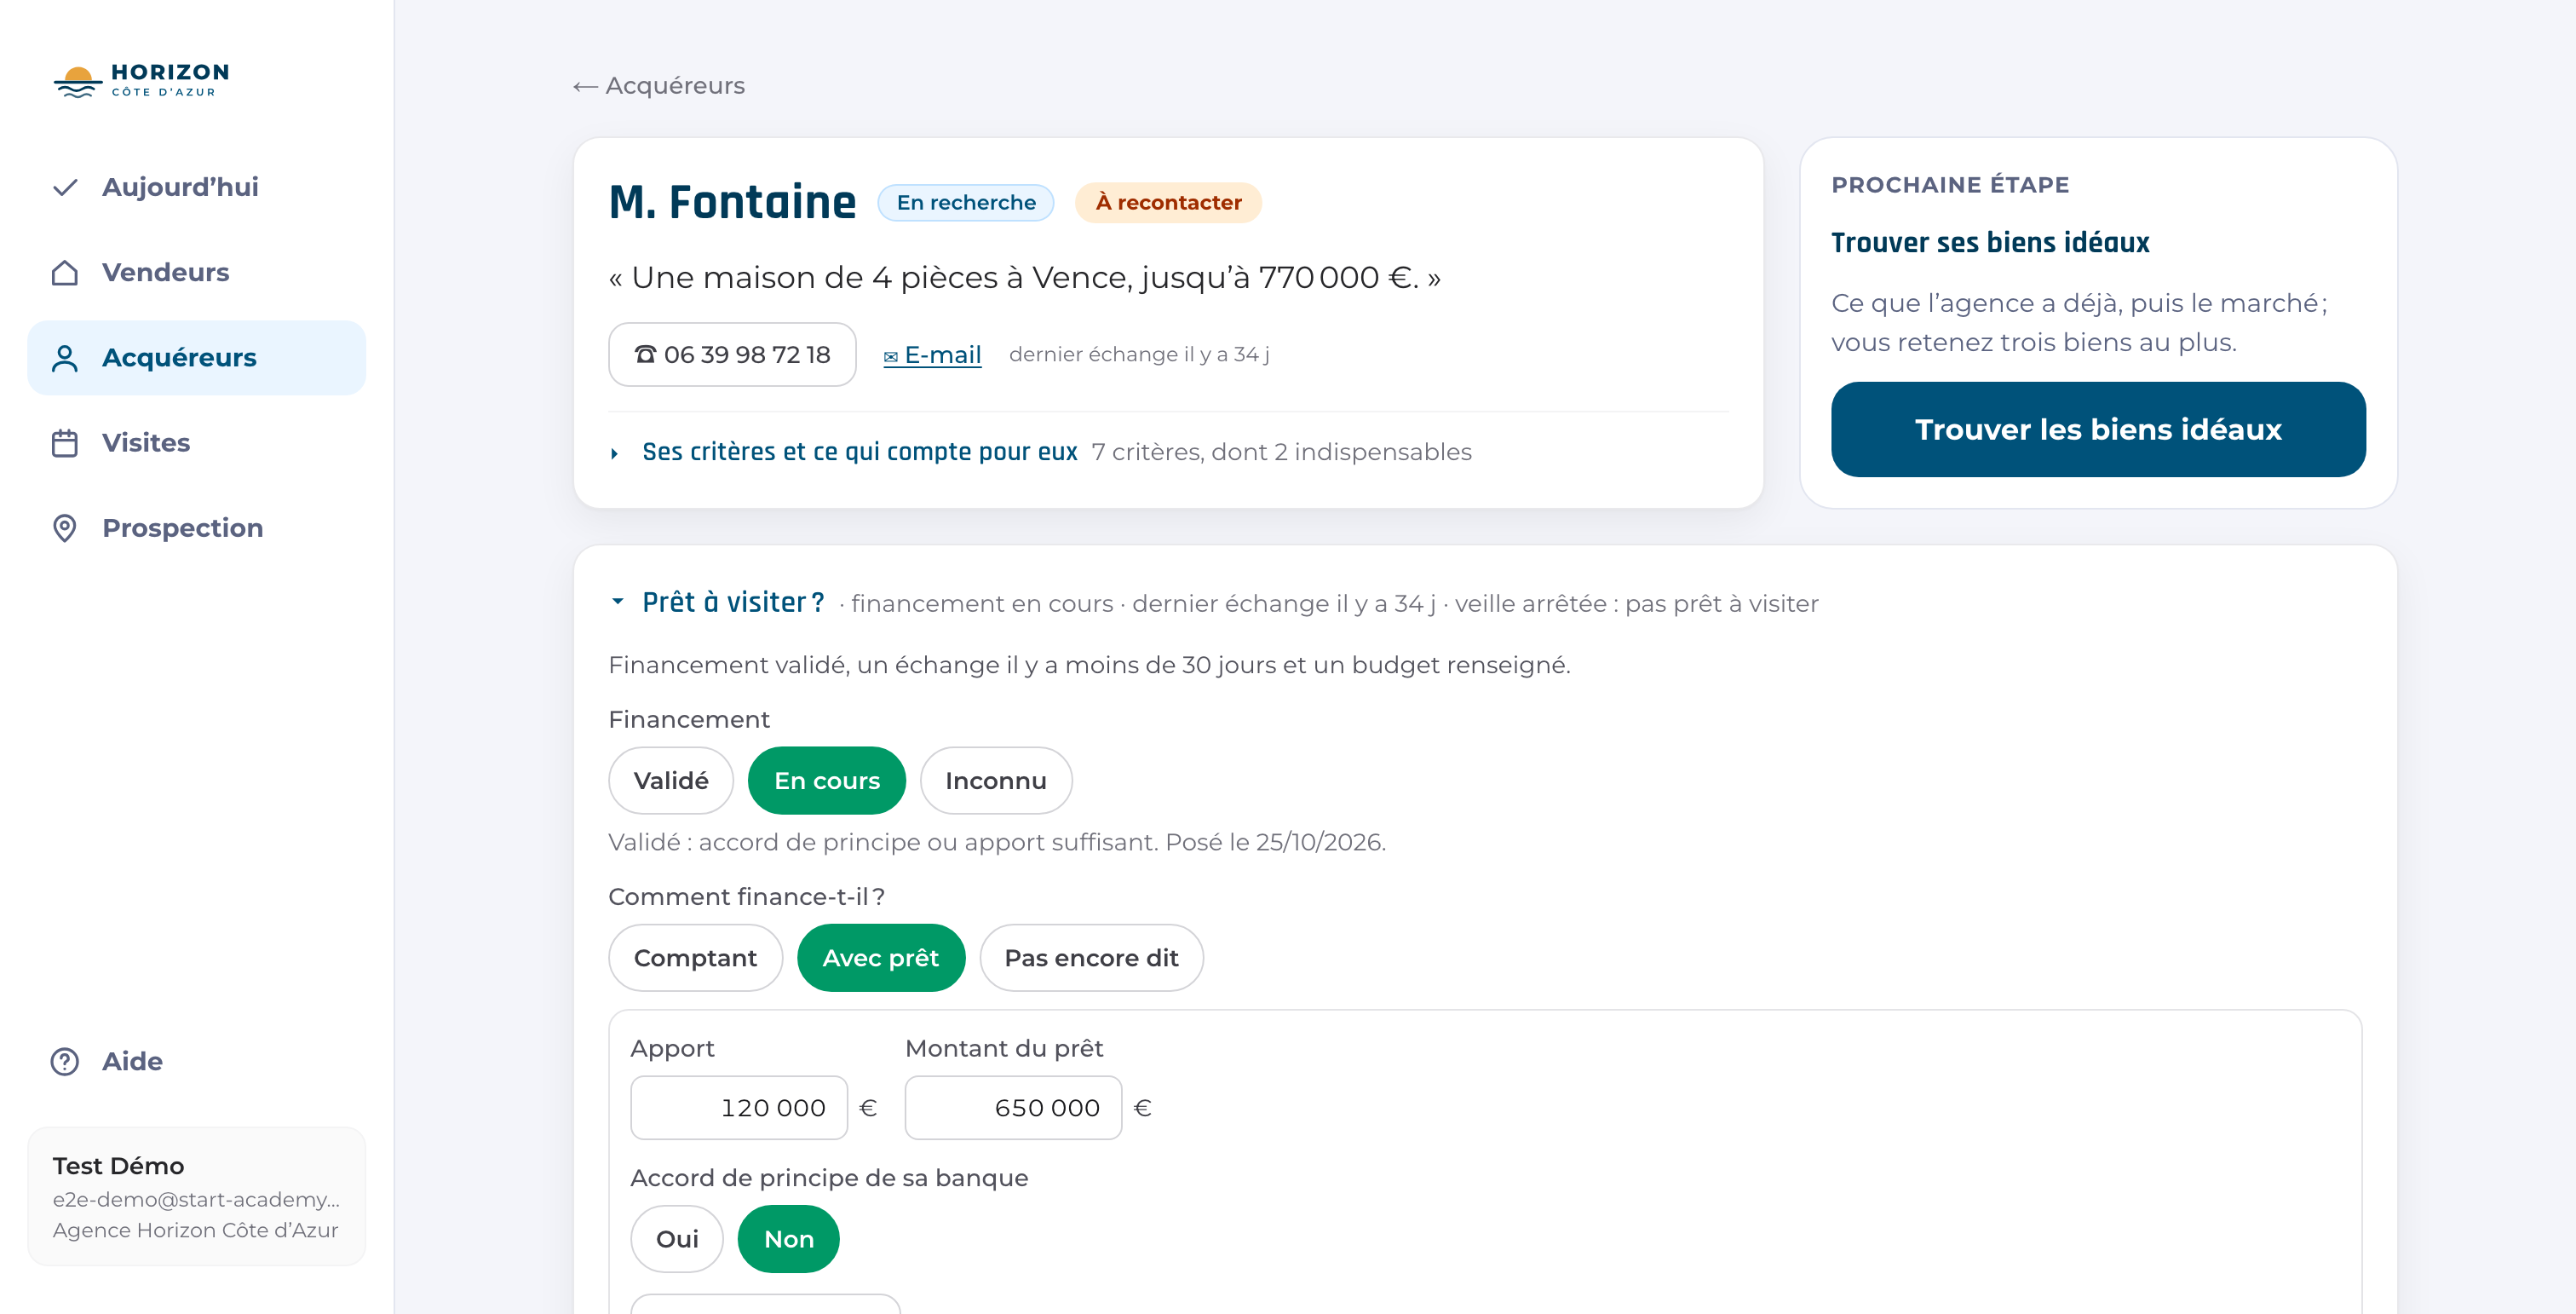 HORIZON
CÔTE D'AZUR
Aujourd’hui
Vendeurs
Acquéreurs
Visites
Prospection
Aide
Test Démo
e2e-demo@start-academy...
Agence Horizon Côte d’Azur
← Acquéreurs
M. Fontaine
En recherche
À recontacter
« Une maison de 4 pièces à Vence, jusqu’à 770 000 €. »
☎ 06 39 98 72 18
✉ E-mail
dernier échange il y a 34 j
Ses critères et ce qui compte pour eux 7 critères, dont 2 indispensables
PROCHAINE ÉTAPE
Trouver ses biens idéaux
Ce que l’agence a déjà, puis le marché ;
vous retenez trois biens au plus.
Trouver les biens idéaux
Prêt à visiter ? · financement en cours · dernier échange il y a 34 j · veille arrêtée : pas prêt à visiter
Financement validé, un échange il y a moins de 30 jours et un budget renseigné.
Financement
Validé
En cours
Inconnu
Validé : accord de principe ou apport suffisant. Posé le 25/10/2026.
Comment finance-t-il ?
Comptant
Avec prêt
Pas encore dit
Apport
Montant du prêt
120 000 €
650 000 €
Accord de principe de sa banque
Oui
Non